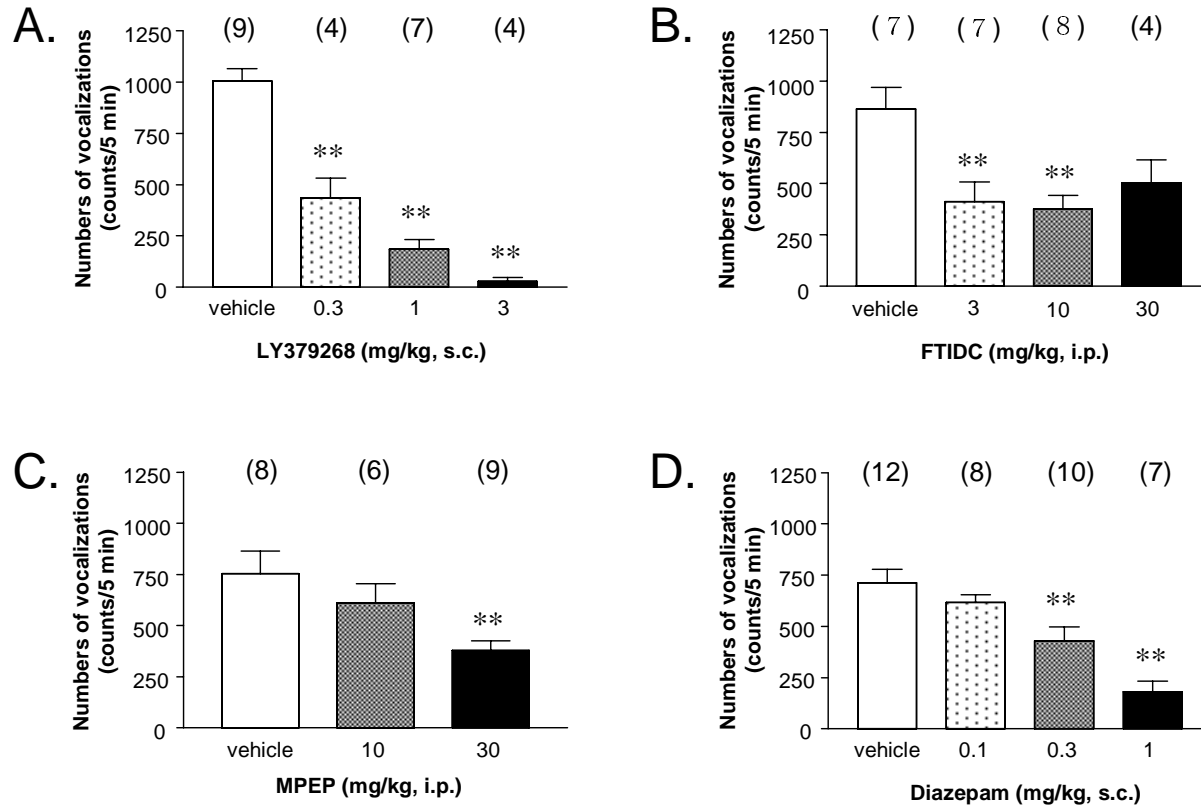 A.
(9) (4) (7) (4)
Numbers of vocalizations
(counts/5 min)
1250
1000
750
500
250
0
**
**
**
vehicle 0.3 1 3
LY379268 (mg/kg, s.c.)
B.
(7) (7) (8) (4)
Numbers of vocalizations
(counts/5 min)
1250
1000
750
500
250
0
** **
vehicle 3 10 30
FTIDC (mg/kg, i.p.)
C.
(8) (6) (9)
Numbers of vocalizations
(counts/5 min)
1250
1000
750
500
250
0
**
vehicle 10 30
MPEP (mg/kg, i.p.)
D.
(12) (8) (10) (7)
Numbers of vocalizations
(counts/5 min)
1250
1000
750
500
250
0
**
**
vehicle 0.1 0.3 1
Diazepam (mg/kg, s.c.)